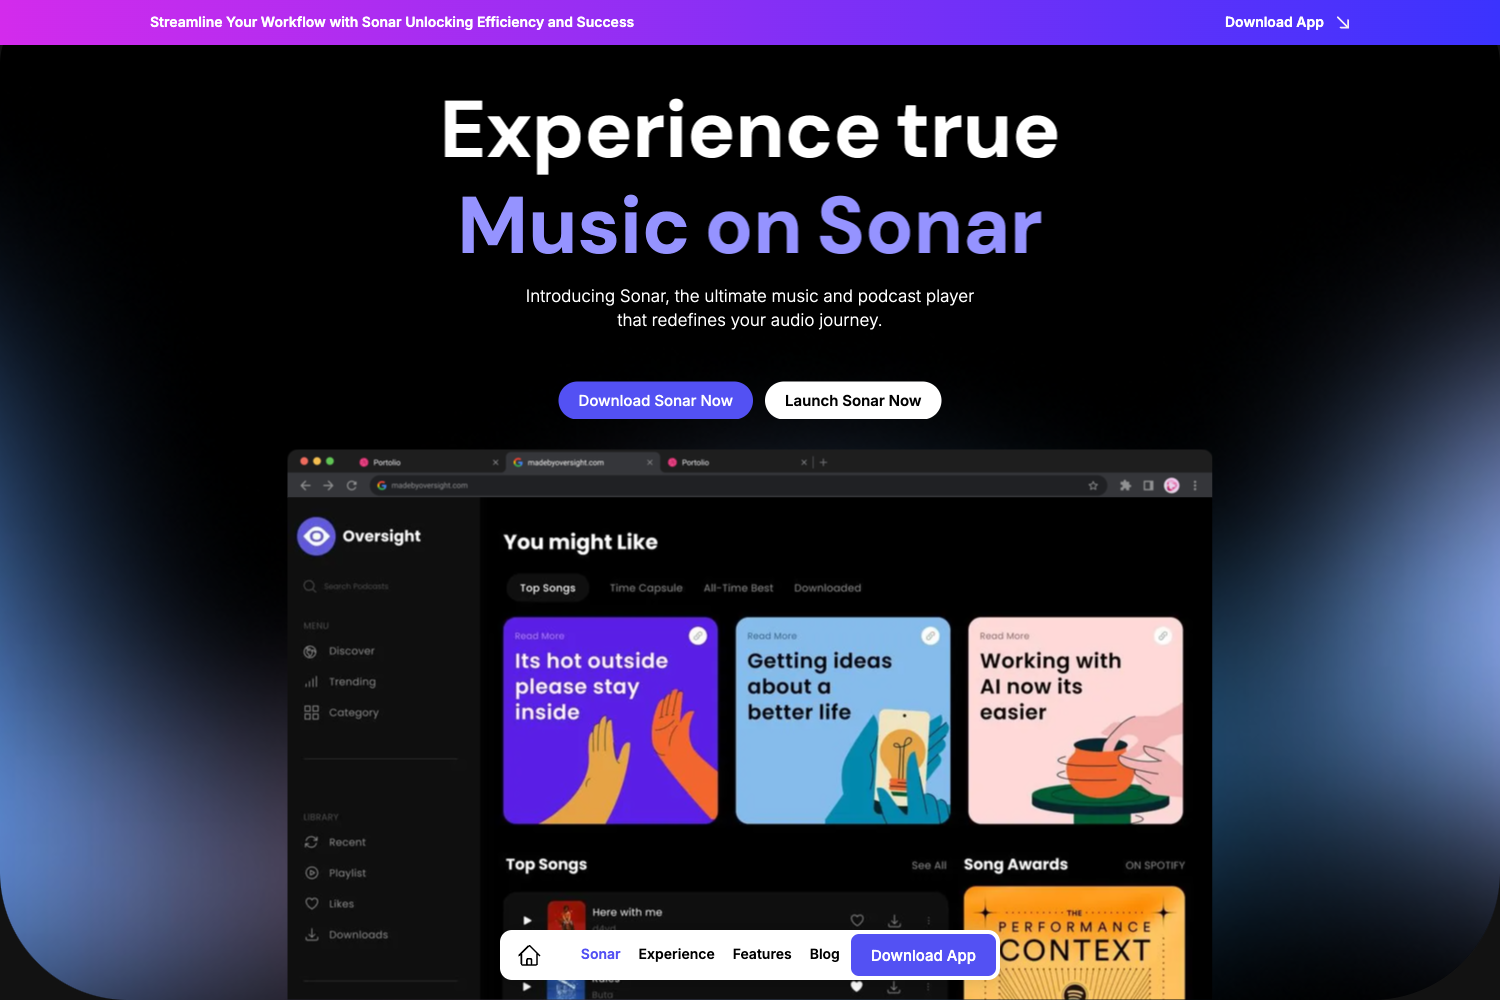 Streamline Your Workflow with Sonar Unlocking Efficiency and Success
Download App
Experience true
Music on Sonar
Introducing Sonar, the ultimate music and podcast player
that redefines your audio journey.
Download Sonar Now
Launch Sonar Now
Portolio
madebyoversight.com
Portolio
madebyoversight.com
Oversight
Search Podcasts
MENU
Discover
Trending
Category
LIBRARY
Recent
Playlist
Likes
Downloads
You might Like
Top Songs
Time Capsule
All-Time Best
Downloaded
Read More
Its hot outside
please stay
inside
Read More
Getting ideas
about a
better life
Read More
Working with
AI now its
easier
Top Songs
See All
Song Awards
ON SPOTIFY
Here with me
THE
PERFORMANCE
CONTEXT
Buta
Sonar
Experience
Features
Blog
Download App